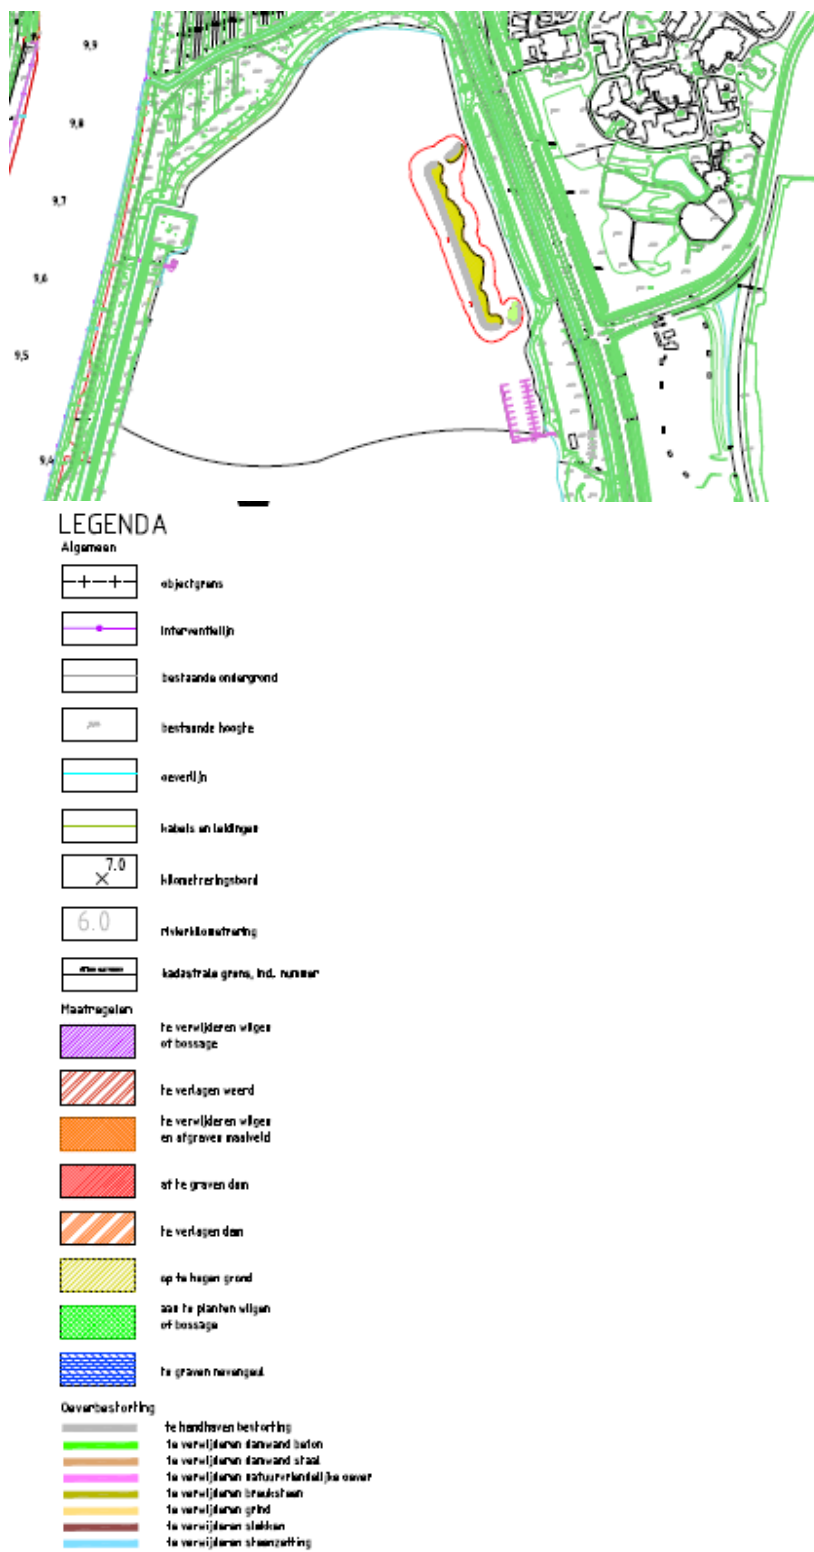 9,9
9,8
9,7
9,6
9,5
9,4
LEGENDA
Algemeen
objectgrens
interventielijn
bestaande ondergrond
bestaande hoogte
oeverlijn
kabels en leidingen
7.0
kilometreringsbord
6.0
rivierkilometrering
kadastrale grens, incl. nummer
Maatregelen
te verwijderen wilgen
of bossage
te verlagen weerd
te verwijderen wilgen
en afgraven maaiveld
af te graven dam
te verlagen dam
op te hogen grond
aan te planten wilgen
of bossage
te graven nevengeul
Oeverbestorting
te handhaven bestorting
te verwijderen damwand beton
te verwijderen damwand staal
te verwijderen natuurvriendelijke oever
te verwijderen breuksteen
te verwijderen grind
te verwijderen slakken
te verwijderen steenzetting